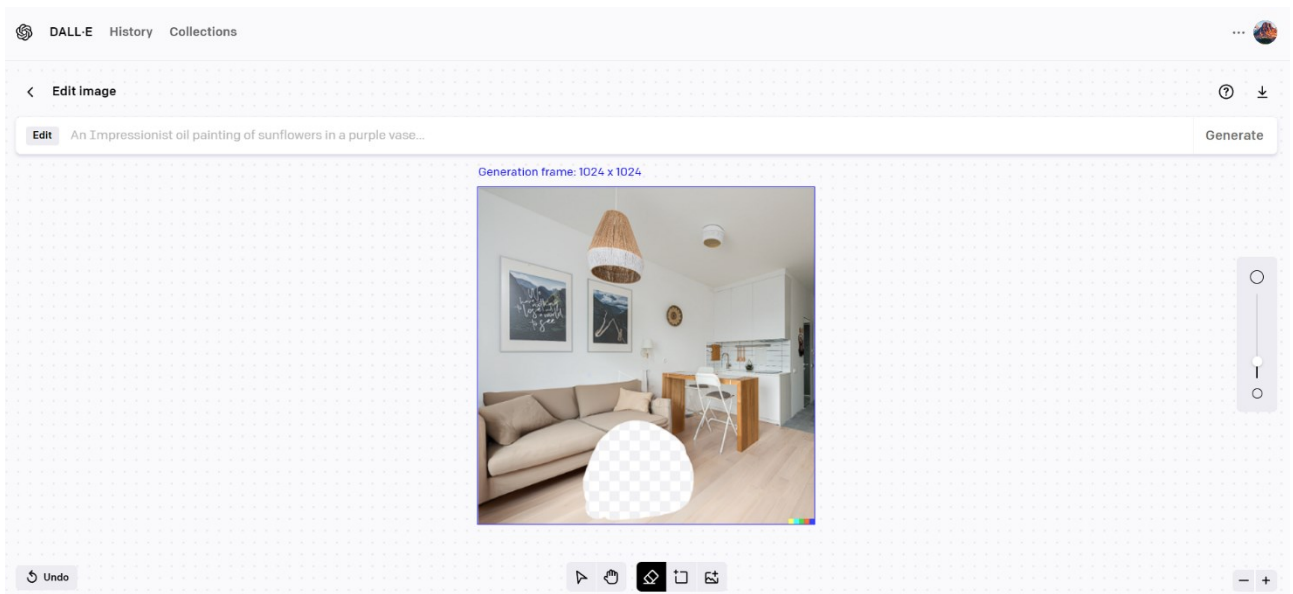 DALL·E History Collections
Edit image
Edit An Impressionist oil painting of sunflowers in a purple vase... Generate
Generation frame: 1024 x 1024
Undo